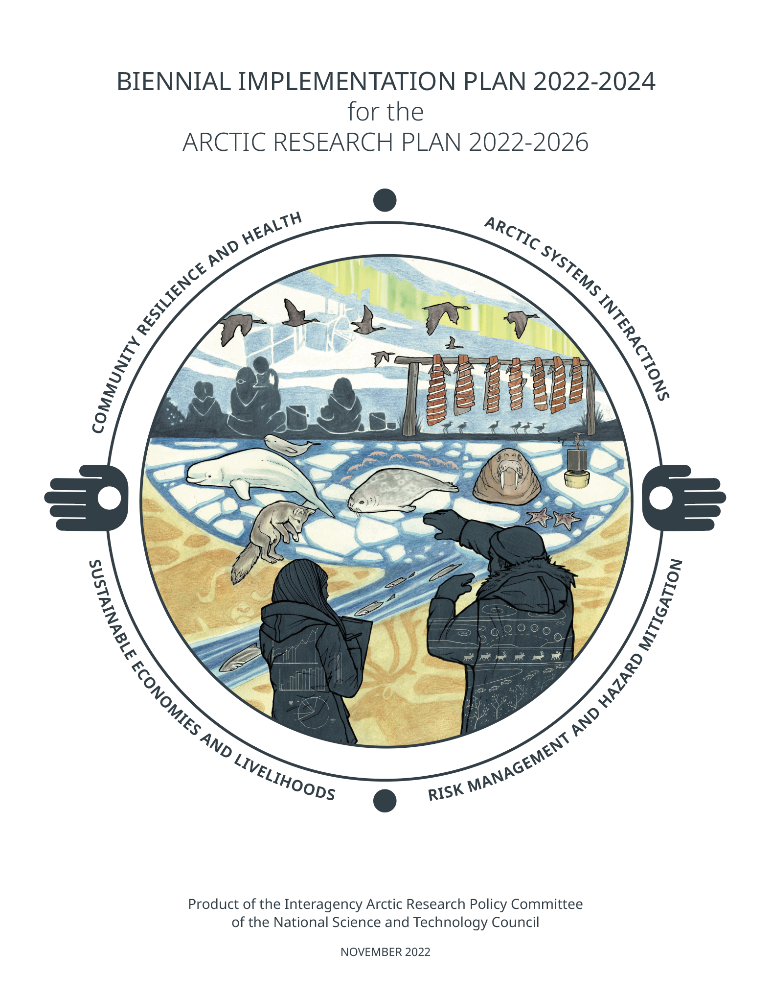 BIENNIAL IMPLEMENTATION PLAN 2022-2024
for the
ARCTIC RESEARCH PLAN 2022-2026
COMMUNITY RESILIENCE AND HEALTH
ARCTIC SYSTEMS INTERACTIONS
SUSTAINABLE ECONOMIES AND LIVELIHOODS
RISK MANAGEMENT AND HAZARD MITIGATION
Product of the Interagency Arctic Research Policy Committee
of the National Science and Technology Council
NOVEMBER 2022